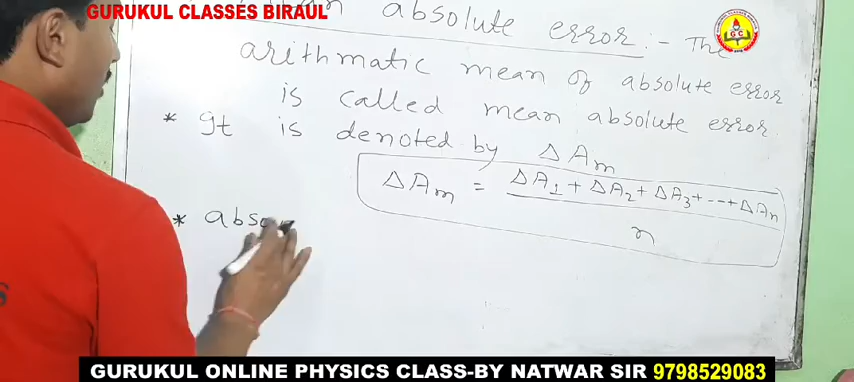 GURUKUL CLASSES BIRAUL
absolute error :- The
arithmatic mean of absolute error
is called mean absolute error
* It is denoted by ΔAm
ΔAm = ΔA1 + ΔA2 + ΔA3 + --- + ΔAn
n
* abso
GURUKUL ONLINE PHYSICS CLASS-BY NATWAR SIR 9798529083